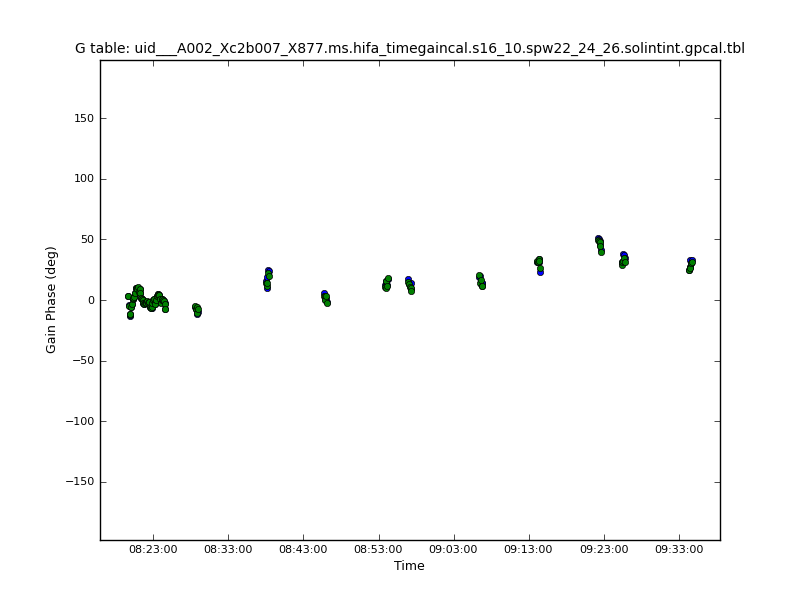 G table: uid___A002_Xc2b007_X877.ms.hifa_timegaincal.s16_10.spw22_24_26.solintint.gpcal.tbl
150
100
50
0
−50
−100
−150
Gain Phase (deg)
08:23:00 08:33:00 08:43:00 08:53:00 09:03:00 09:13:00 09:23:00 09:33:00
Time